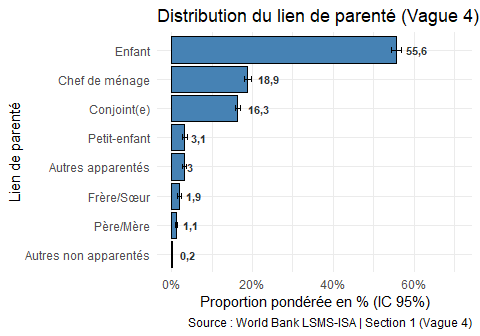 Distribution du lien de parenté (Vague 4)
Lien de parenté
Enfant 55,6
Chef de ménage 18,9
Conjoint(e) 16,3
Petit-enfant 3,1
Autres apparentés 3
Frère/Sœur 1,9
Père/Mère 1,1
Autres non apparentés 0,2
0% 20% 40% 60%
Proportion pondérée en % (IC 95%)
Source : World Bank LSMS-ISA | Section 1 (Vague 4)